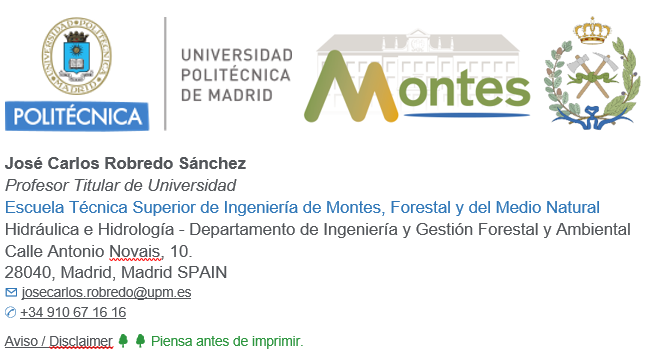 UNIVERSIDAD
POLITÉCNICA
DE MADRID
POLITÉCNICA
Montes
José Carlos Robredo Sánchez
Profesor Titular de Universidad
Escuela Técnica Superior de Ingeniería de Montes, Forestal y del Medio Natural
Hidráulica e Hidrología - Departamento de Ingeniería y Gestión Forestal y Ambiental
Calle Antonio Novais, 10.
28040, Madrid, Madrid SPAIN
josecarlos.robredo@upm.es
+34 910 67 16 16
Aviso / Disclaimer Piensa antes de imprimir.